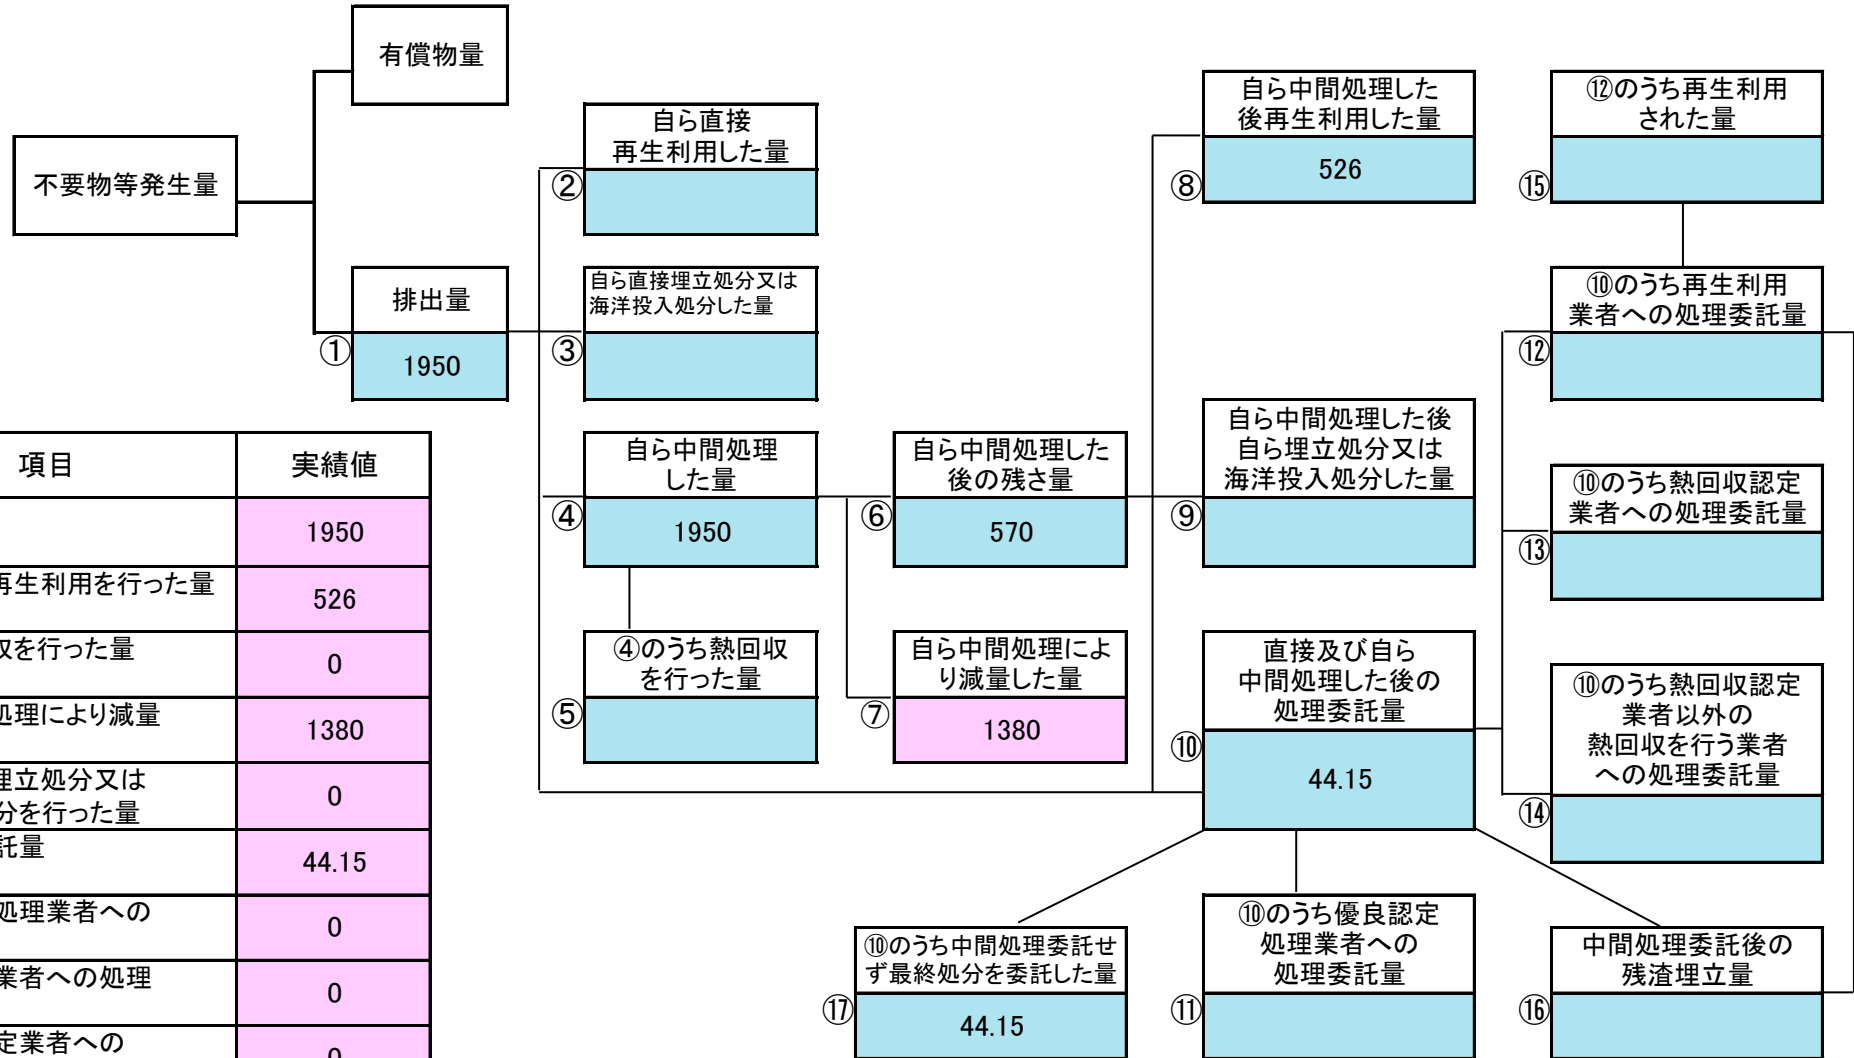 有償物量
不要物等発生量
排出量
①
1950
自ら直接
再生利用した量
②
自ら直接埋立処分又は
海洋投入処分した量
③
自ら中間処理
した量
④
1950
④のうち熱回収
を行った量
⑤
自ら中間処理した
後の残さ量
⑥
570
自ら中間処理によ
り減量した量
⑦
1380
自ら中間処理した
後再生利用した量
⑧
526
自ら中間処理した後
自ら埋立処分又は
海洋投入処分した量
⑨
直接及び自ら
中間処理した後の
処理委託量
⑩
44.15
⑩のうち優良認定
処理業者への
処理委託量
⑪
⑫のうち再生利用
された量
⑮
⑩のうち再生利用
業者への処理委託量
⑫
⑩のうち熱回収認定
業者への処理委託量
⑬
⑩のうち熱回収認定
業者以外の
熱回収を行う業者
への処理委託量
⑭
中間処理委託後の
残渣埋立量
⑯
⑩のうち中間処理委託せ
ず最終処分を委託した量
⑰
44.15
項目
実績値
1950
再生利用を行った量
526
収を行った量
0
処理により減量
1380
埋立処分又は
分を行った量
0
託量
44.15
処理業者への
0
業者への処理
0
定業者への
0